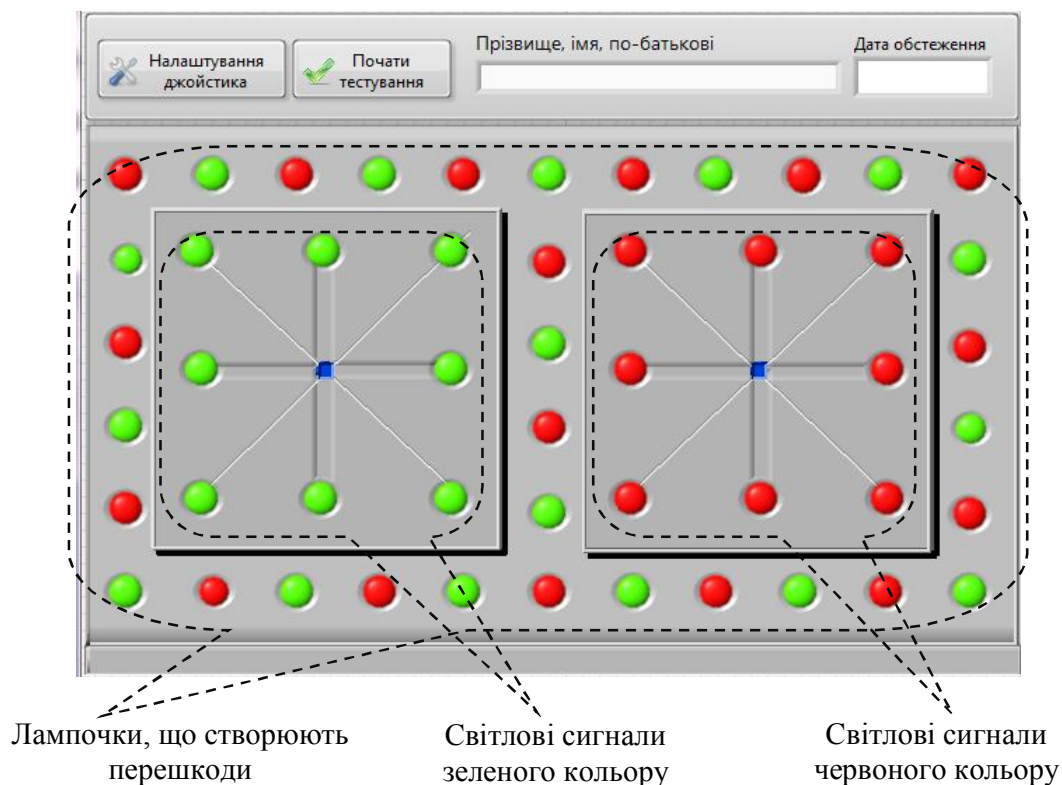 Налаштування
джойстика
Почати
тестування
Прізвище, імя, по-батькові
Дата обстеження
Лампочки, що створюють
перешкоди
Світлові сигнали
зеленого кольору
Світлові сигнали
червоного кольору